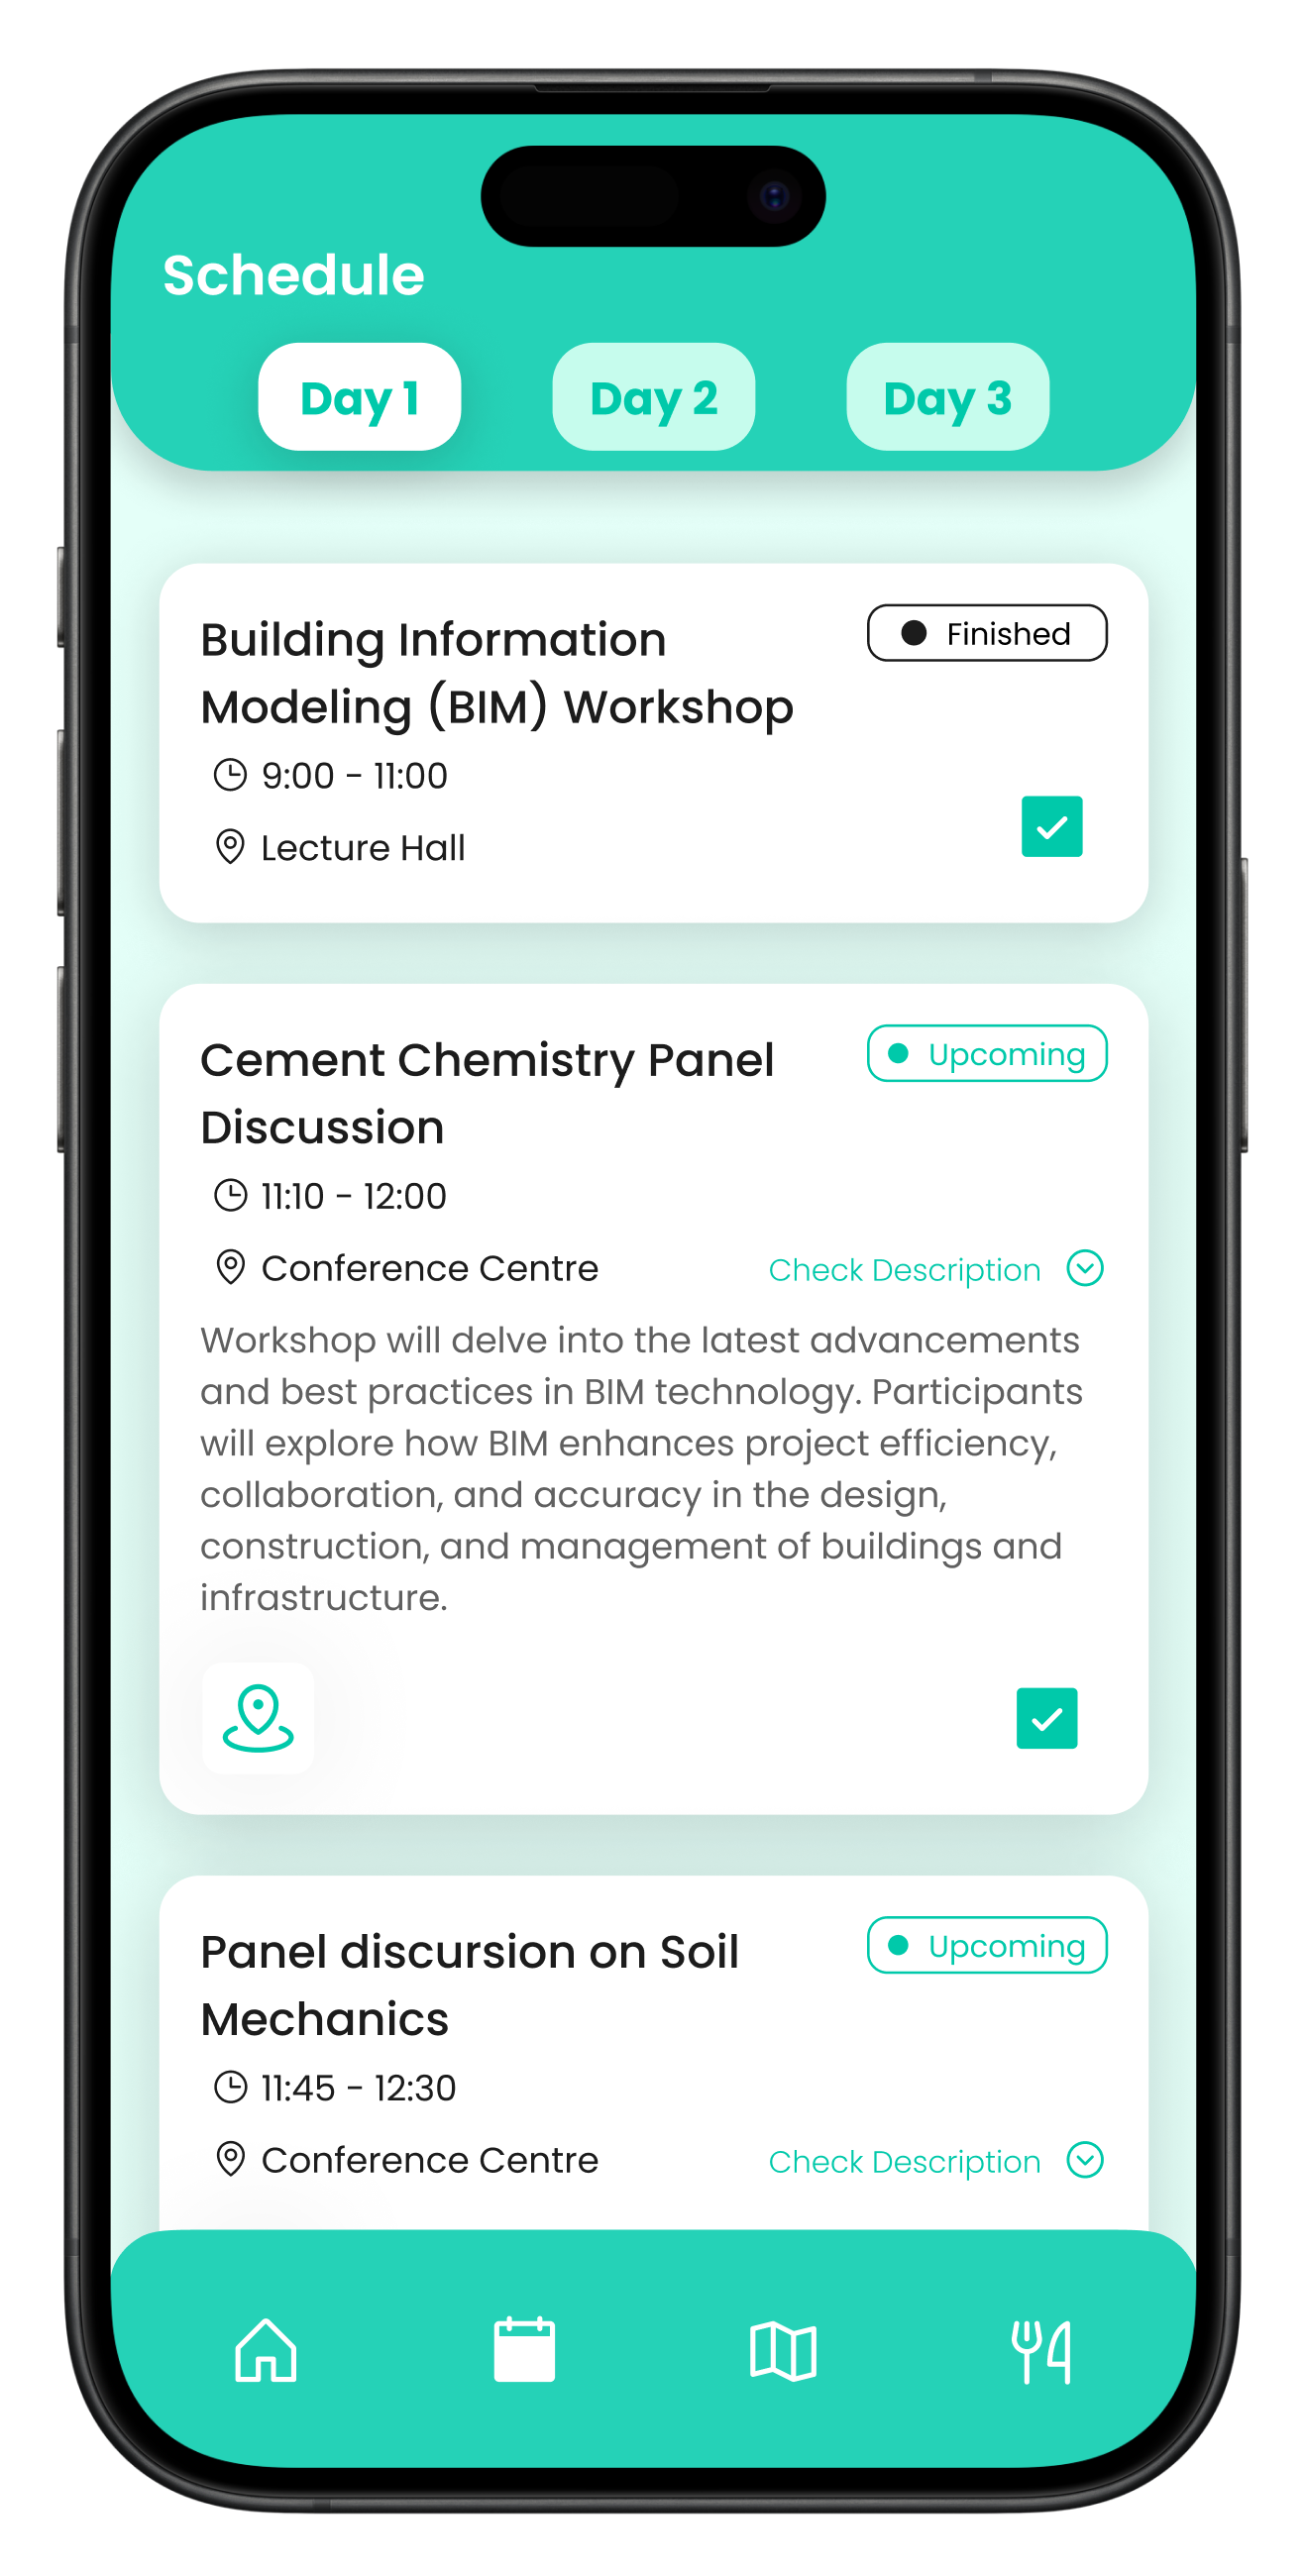 Schedule
Day 1 Day 2 Day 3
Building Information
Finished
Modeling (BIM) Workshop
9:00 - 11:00
Lecture Hall
Cement Chemistry Panel
Upcoming
Discussion
11:10 - 12:00
Conference Centre
Check Description
Workshop will delve into the latest advancements
and best practices in BIM technology. Participants
will explore how BIM enhances project efficiency,
collaboration, and accuracy in the design,
construction, and management of buildings and
infrastructure.
Panel discursion on Soil
Upcoming
Mechanics
11:45 - 12:30
Conference Centre
Check Description